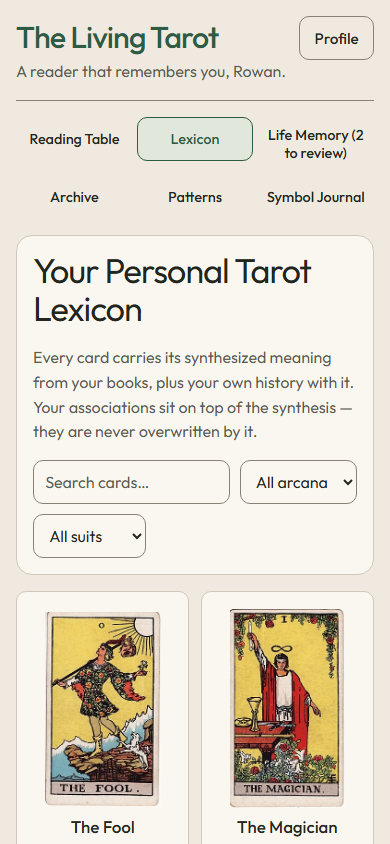 The Living Tarot
Profile
A reader that remembers you, Rowan.
Reading Table
Lexicon
Life Memory (2
to review)
Archive
Patterns
Symbol Journal
Your Personal Tarot
Lexicon
Every card carries its synthesized meaning
from your books, plus your own history with it.
Your associations sit on top of the synthesis —
they are never overwritten by it.
Search cards…
All arcana
All suits
0
THE FOOL.
I
THE MAGICIAN.
The Fool
The Magician